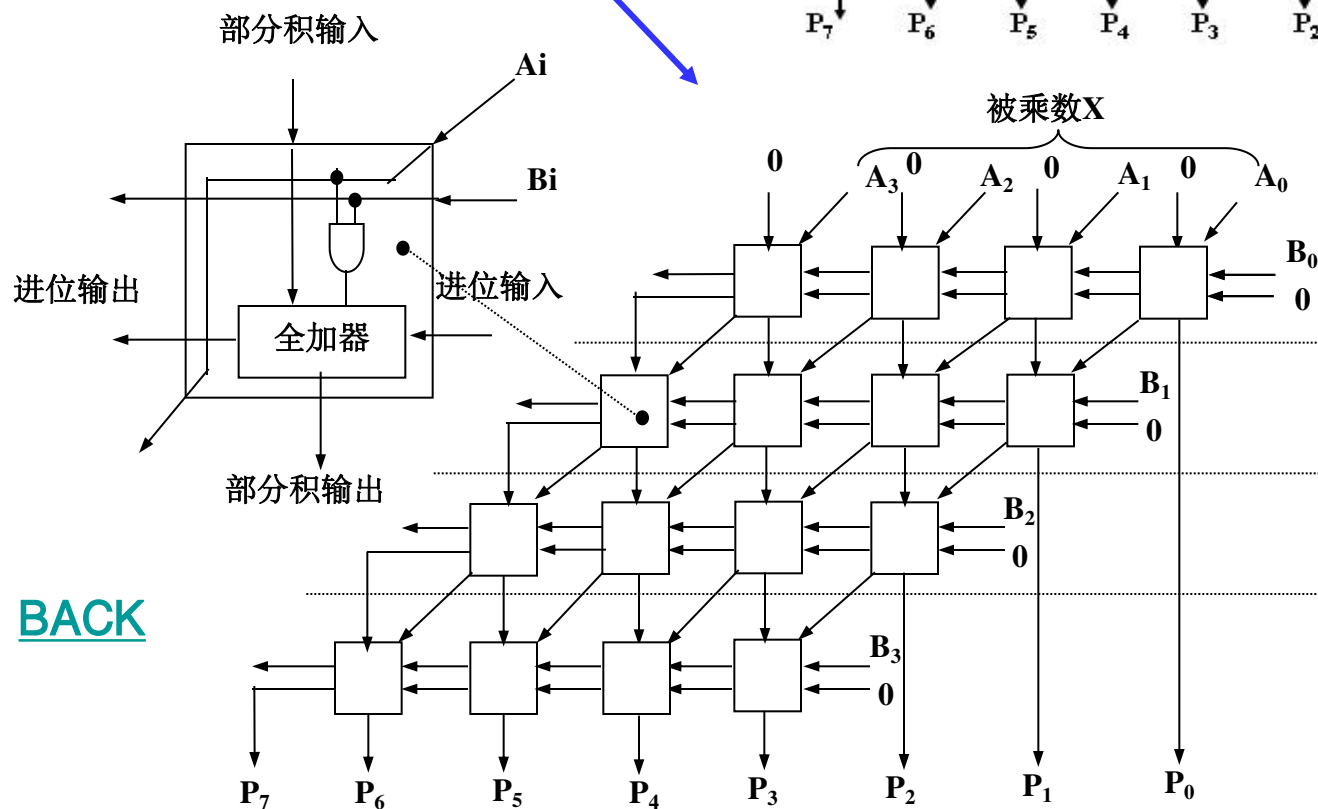 P₇ P₆ P₅ P₄ P₃ P₂
部分积输入
Ai
Bi
进位输出
进位输入
全加器
部分积输出
BACK
被乘数X
0 0 0 0
A₃ A₂ A₁ A₀
B₀
0
B₁
0
B₂
0
B₃
0
P₇ P₆ P₅ P₄ P₃ P₂ P₁ P₀